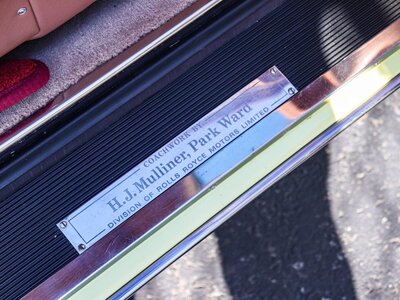 COACHWORK BY
H.J. Mulliner, Park Ward
DIVISION OF ROLLS ROYCE MOTORS LIMITED